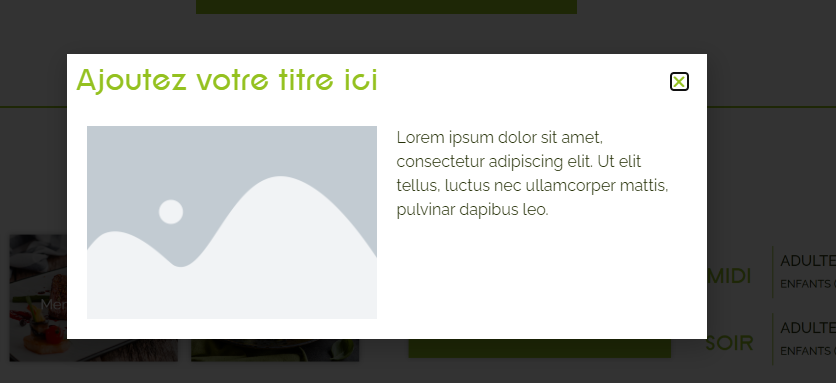 Ajoutez votre titre ici
Lorem ipsum dolor sit amet,
consectetur adipiscing elit. Ut elit
tellus, luctus nec ullamcorper mattis,
pulvinar dapibus leo.
MIDI
ADULTE
ENFANTS
SOIR
ADULTE
ENFANTS